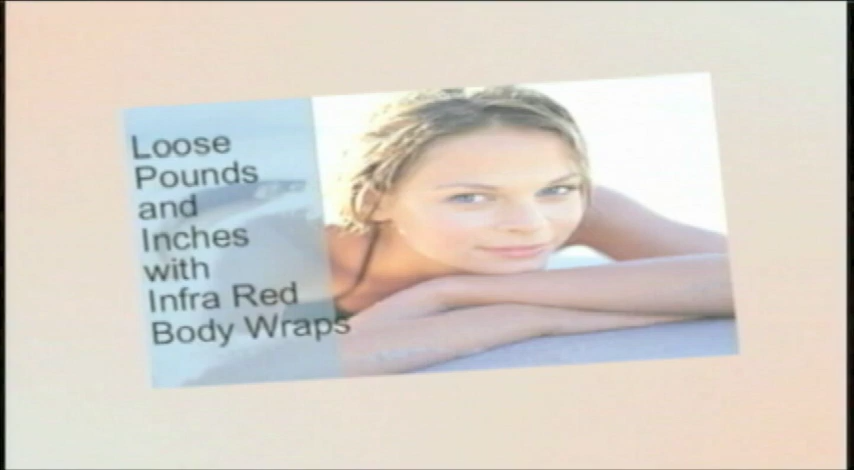 Loose
Pounds
and
Inches
with
Infra Red
Body Wraps